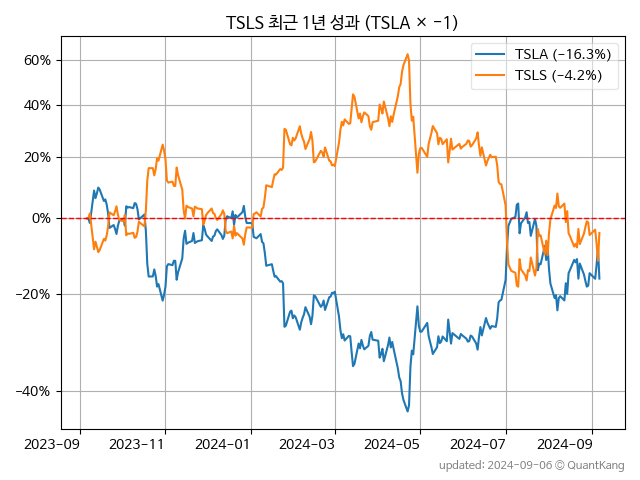 TSLS 최근 1년 성과 (TSLA × −1)
TSLA (−16.3%)
TSLS (−4.2%)
60%
40%
20%
0%
−20%
−40%
2023-09 2023-11 2024-01 2024-03 2024-05 2024-07 2024-09
updated: 2024-09-06 © QuantKang